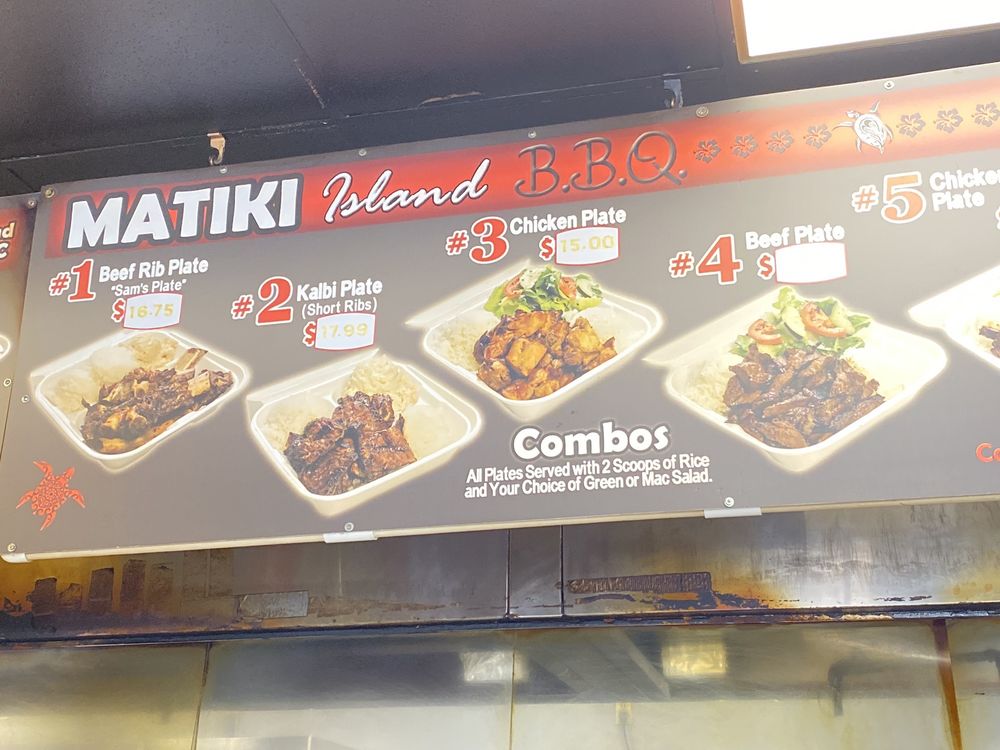 MATIKI Island B.B.Q.
#1 Beef Rib Plate
"Sam's Plate"
$16.75
#2 Kalbi Plate
(Short Ribs)
$17.99
#3 Chicken Plate
$15.00
#4 Beef Plate
$
#5 Chicken
Plate
Combos
All Plates Served with 2 Scoops of Rice
and Your Choice of Green or Mac Salad.